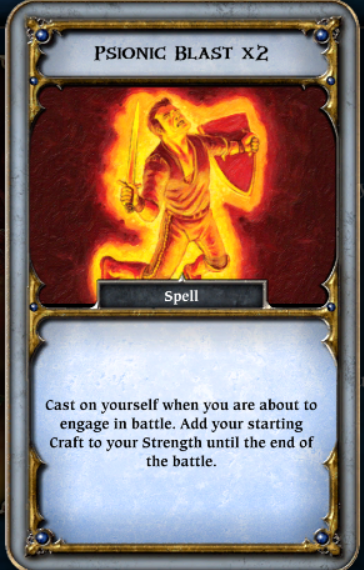 Psionic Blast x2
Spell
Cast on yourself when you are about to
engage in battle. Add your starting
Craft to your Strength until the end of
the battle.